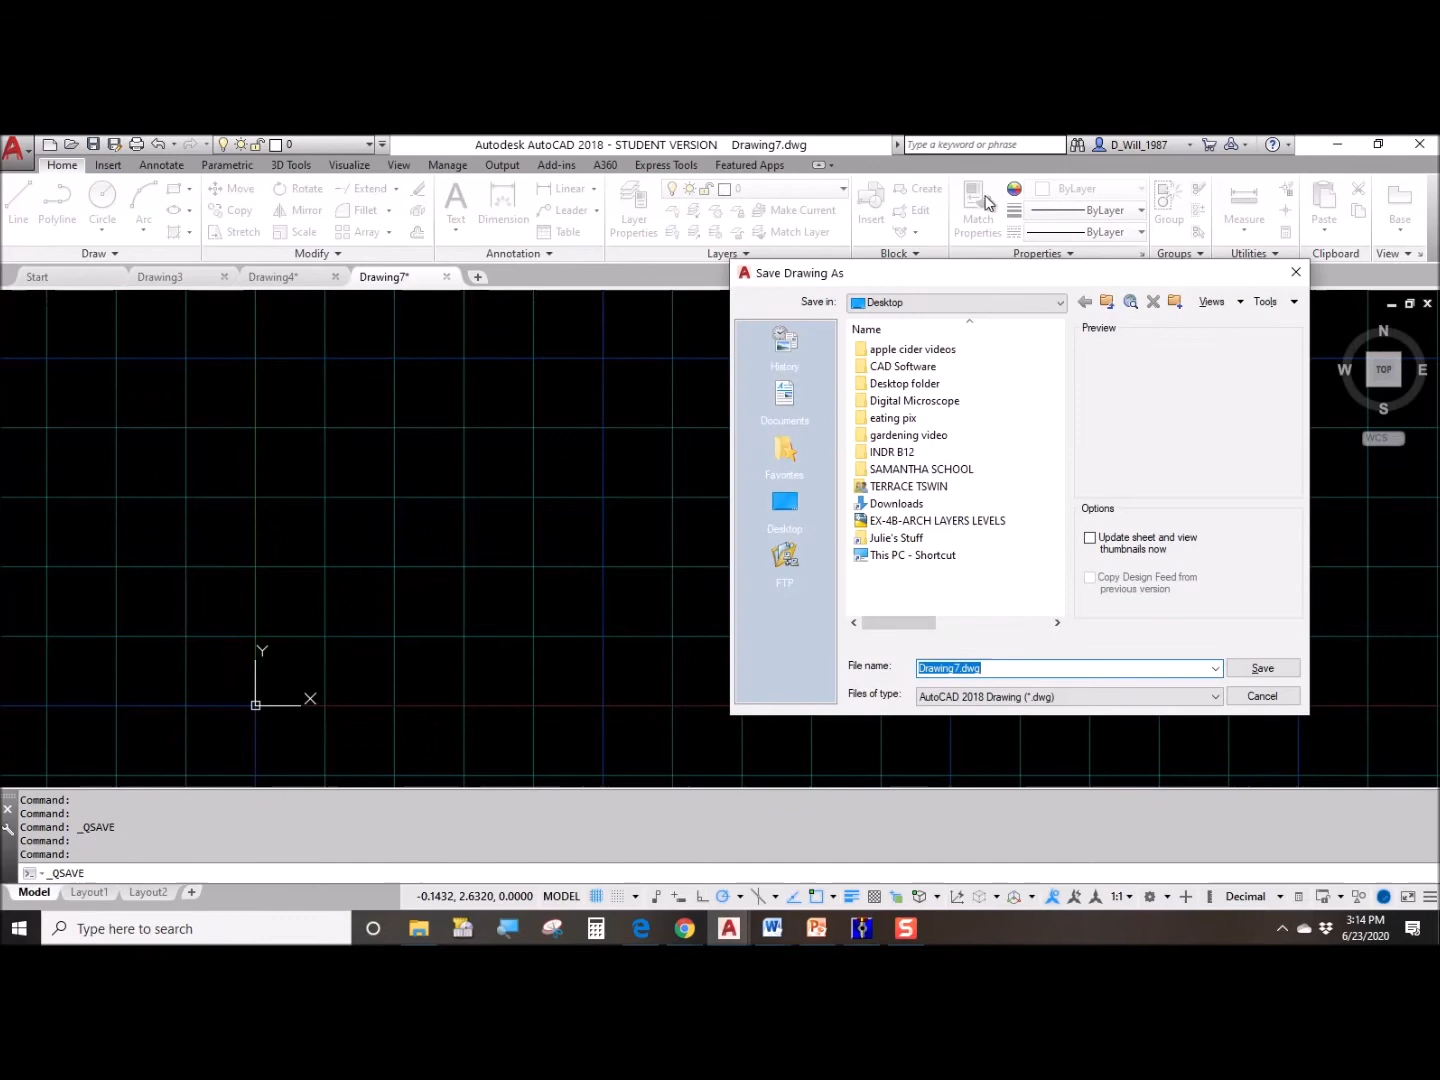 0
Autodesk AutoCAD 2018 - STUDENT VERSION Drawing7.dwg
Type a keyword or phrase
D_Will_1987
Home Insert Annotate Parametric 3D Tools Visualize View Manage Output Add-ins A360 Express Tools Featured Apps
Line
Polyline
Circle
Arc
Draw
Move
Rotate
Extend
Copy
Mirror
Fillet
Stretch
Scale
Array
Modify
Text
Dimension
Linear
Leader
Table
Annotation
Layer
Properties
0
Make Current
Match Layer
Layers
Insert
Create
Edit
Block
Match
Properties
ByLayer
ByLayer
ByLayer
Properties
Group
Groups
Measure
Utilities
Paste
Clipboard
Base
View
Start
Drawing3
Drawing4*
Drawing7*
Save Drawing As
Save in:
Desktop
Views
Tools
History
Documents
Favorites
Desktop
FTP
Name
apple cider videos
CAD Software
Desktop folder
Digital Microscope
eating pix
gardening video
INDR B12
SAMANTHA SCHOOL
TERRACE TSWIN
Downloads
EX-4B-ARCH LAYERS LEVELS
Julie's Stuff
This PC - Shortcut
Preview
Options
Update sheet and view
thumbnails now
Copy Design Feed from
previous version
File name:
Drawing7.dwg
Save
Files of type:
AutoCAD 2018 Drawing (*.dwg)
Cancel
N
W
TOP
E
S
WCS
Y
X
Command:
Command:
Command: _QSAVE
Command:
Command:
_QSAVE
Model Layout1 Layout2
-0.1432, 2.6320, 0.0000 MODEL
1:1
Decimal
Type here to search
3:14 PM
6/23/2020